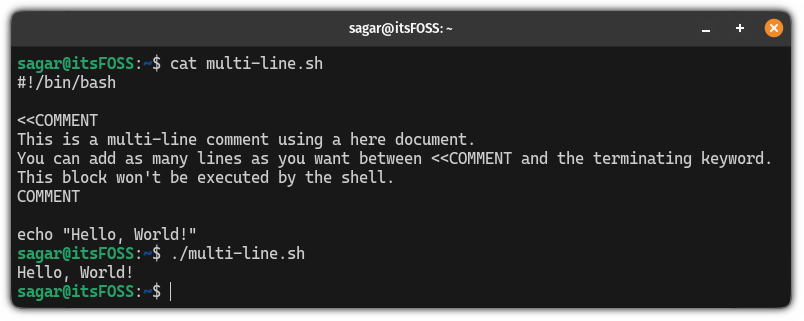 sagar@itsFOSS: ~
sagar@itsFOSS:~$ cat multi-line.sh
#!/bin/bash
<<COMMENT
This is a multi-line comment using a here document.
You can add as many lines as you want between <<COMMENT and the terminating keyword.
This block won't be executed by the shell.
COMMENT
echo "Hello, World!"
sagar@itsFOSS:~$ ./multi-line.sh
Hello, World!
sagar@itsFOSS:~$